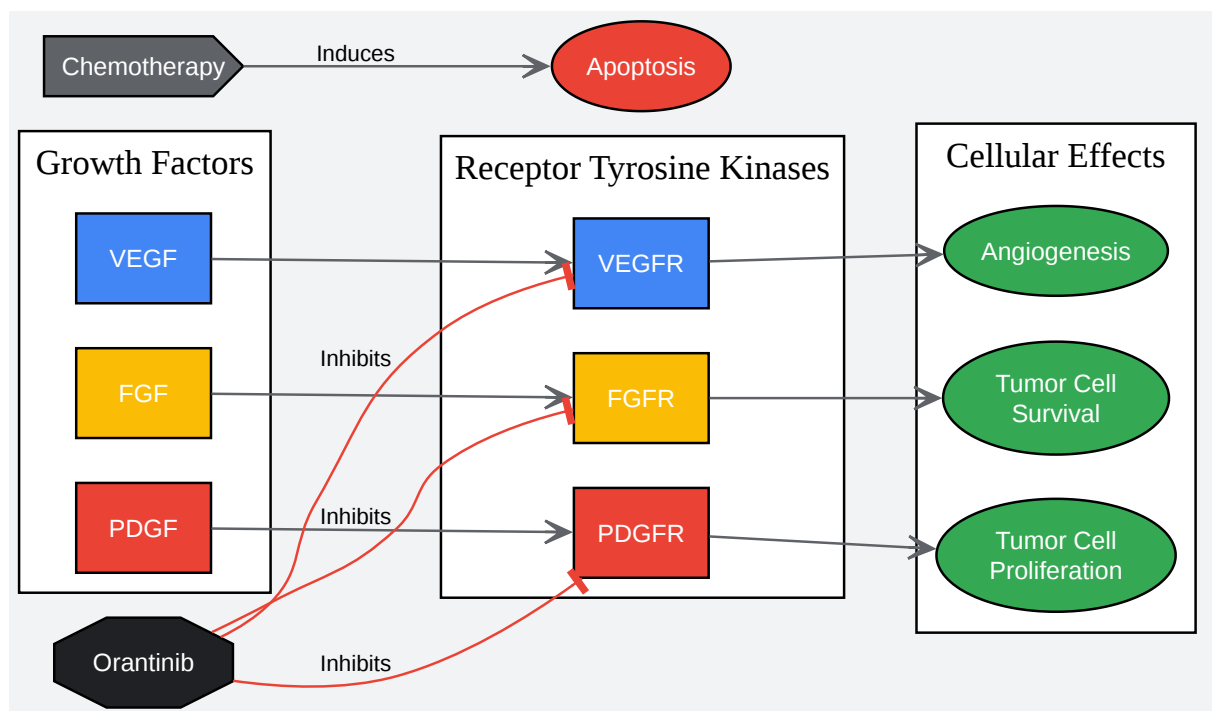 Chemotherapy
Induces
Apoptosis
Growth Factors
Receptor Tyrosine Kinases
Cellular Effects
VEGF
VEGFR
Angiogenesis
Inhibits
FGF
FGFR
Tumor Cell
Survival
Inhibits
PDGF
PDGFR
Tumor Cell
Proliferation
Orantinib
Inhibits